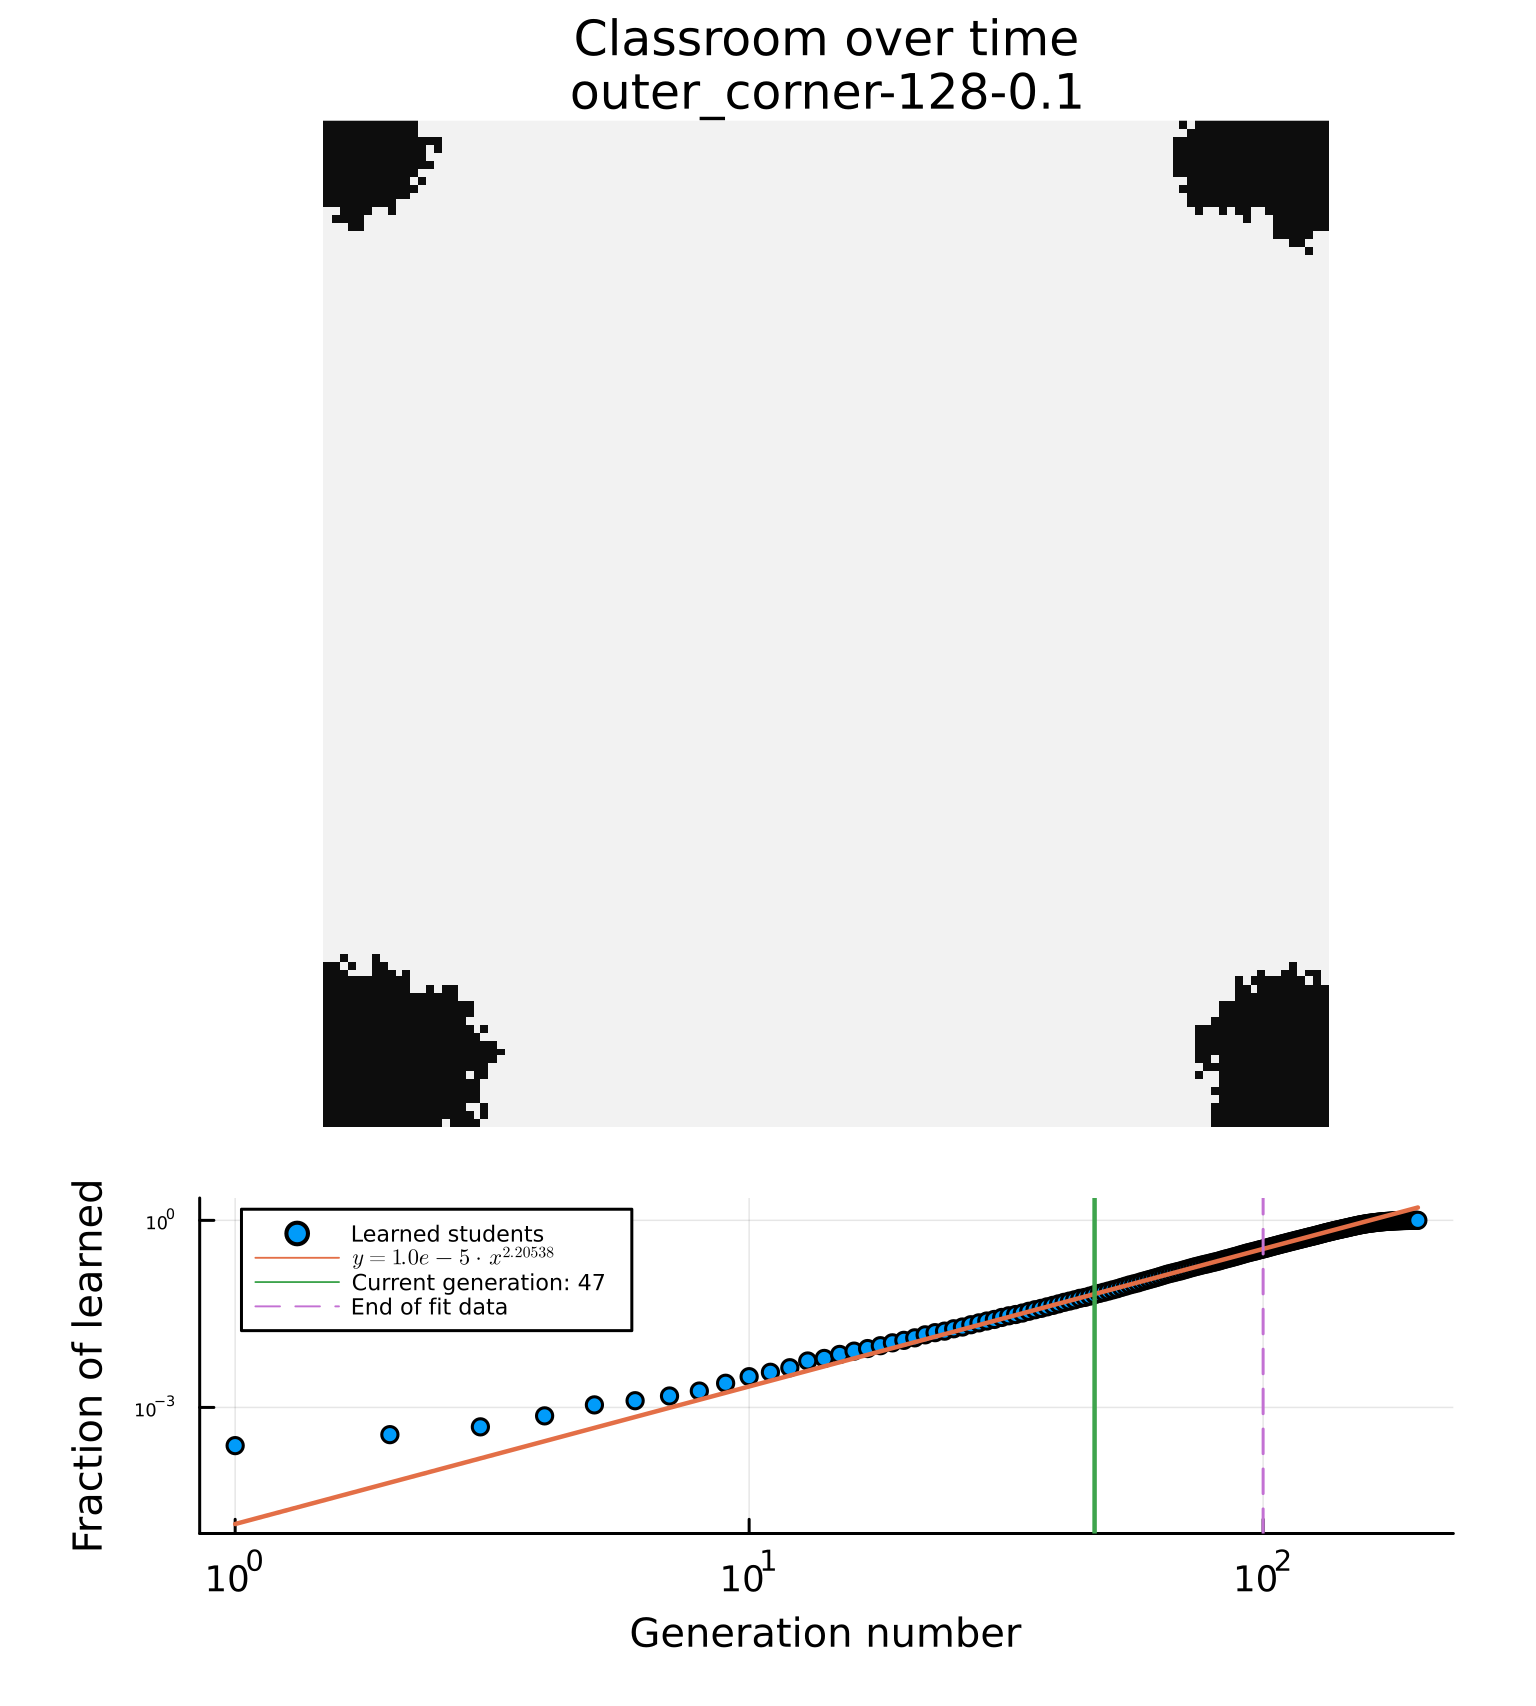 Classroom over time
outer_corner-128-0.1
Fraction of learned
10^0
10^-3
Learned students
y = 1.0e − 5 · x^2.20538
Current generation: 47
End of fit data
10^0 10^1 10^2
Generation number